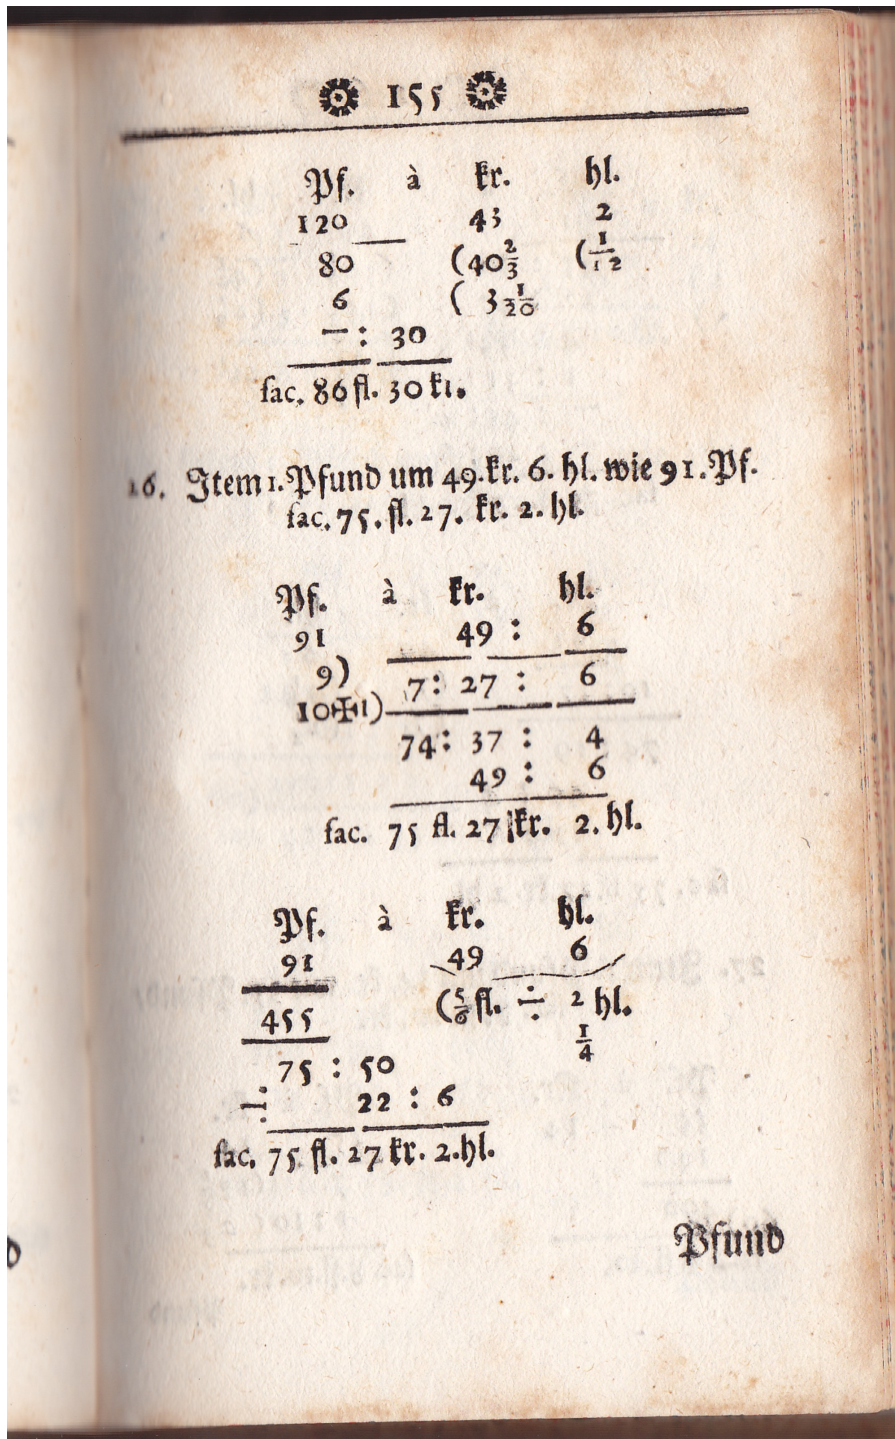 155
Pf. à kr. hl.
120 43 2
80 (40 2/3 (1/12
6 ( 3 1/20
÷ : 30
fac. 86 fl. 30 kr.
26. Item 1. Pfund um 49. kr. 6. hl. wie 91. Pf.
fac. 75. fl. 27. kr. 2. hl.
Pf. à kr. hl.
91 49 : 6
9) 7 : 27 : 6
10✠1)
74 : 37 : 4
49 : 6
fac. 75 fl. 27 kr. 2. hl.
Pf. à kr. hl.
91 49 6
455 (5/6 fl. ÷ 2 hl.
1/4
75 : 50
÷ 22 : 6
fac. 75 fl. 27 kr. 2. hl.
Pfund